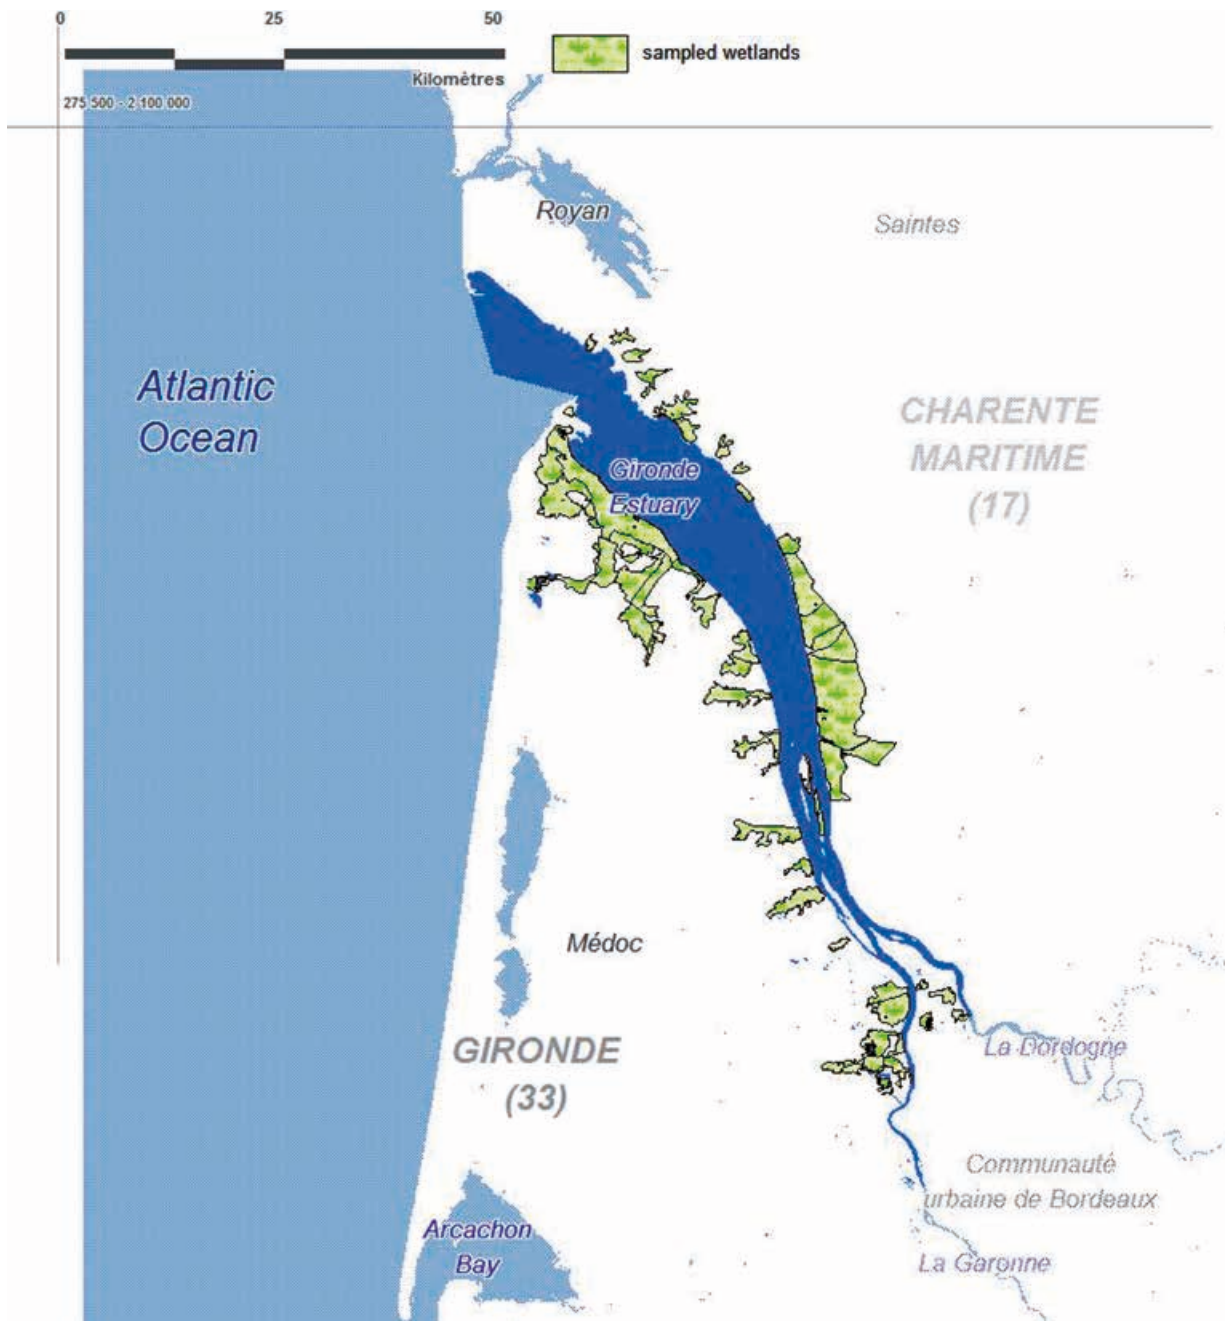 0 25 50
sampled wetlands
Kilomètres
275 500 - 2 100 000
Royan
Saintes
Atlantic
Ocean
CHARENTE
MARITIME
(17)
Gironde
Estuary
Médoc
GIRONDE
(33)
La Dordogne
Communauté
urbaine de Bordeaux
Arcachon
Bay
La Garonne